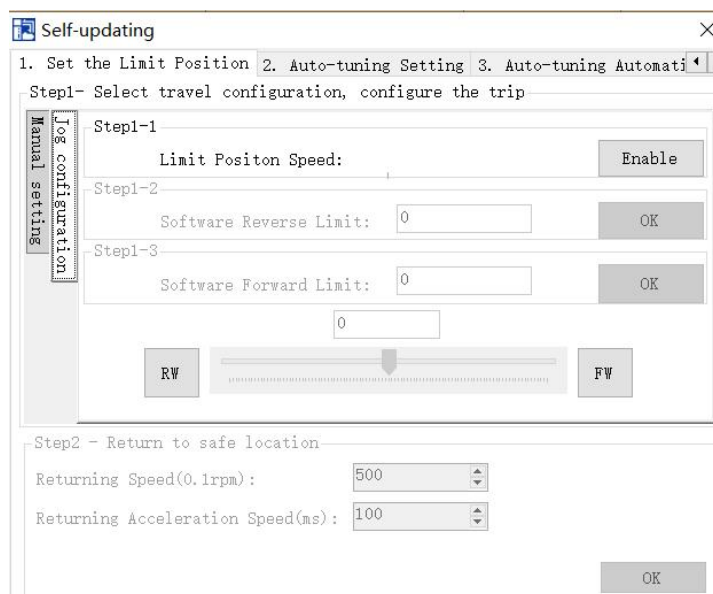 Self-updating
1. Set the Limit Position 2. Auto-tuning Setting 3. Auto-tuning Automati
Step1- Select travel configuration, configure the trip
Manual setting
Jog configuration
Step1-1
Limit Positon Speed: Enable
Step1-2
Software Reverse Limit: 0 OK
Step1-3
Software Forward Limit: 0 OK
0
RW FW
Step2 - Return to safe location
Returning Speed(0.1rpm): 500
Returning Acceleration Speed(ms): 100
OK